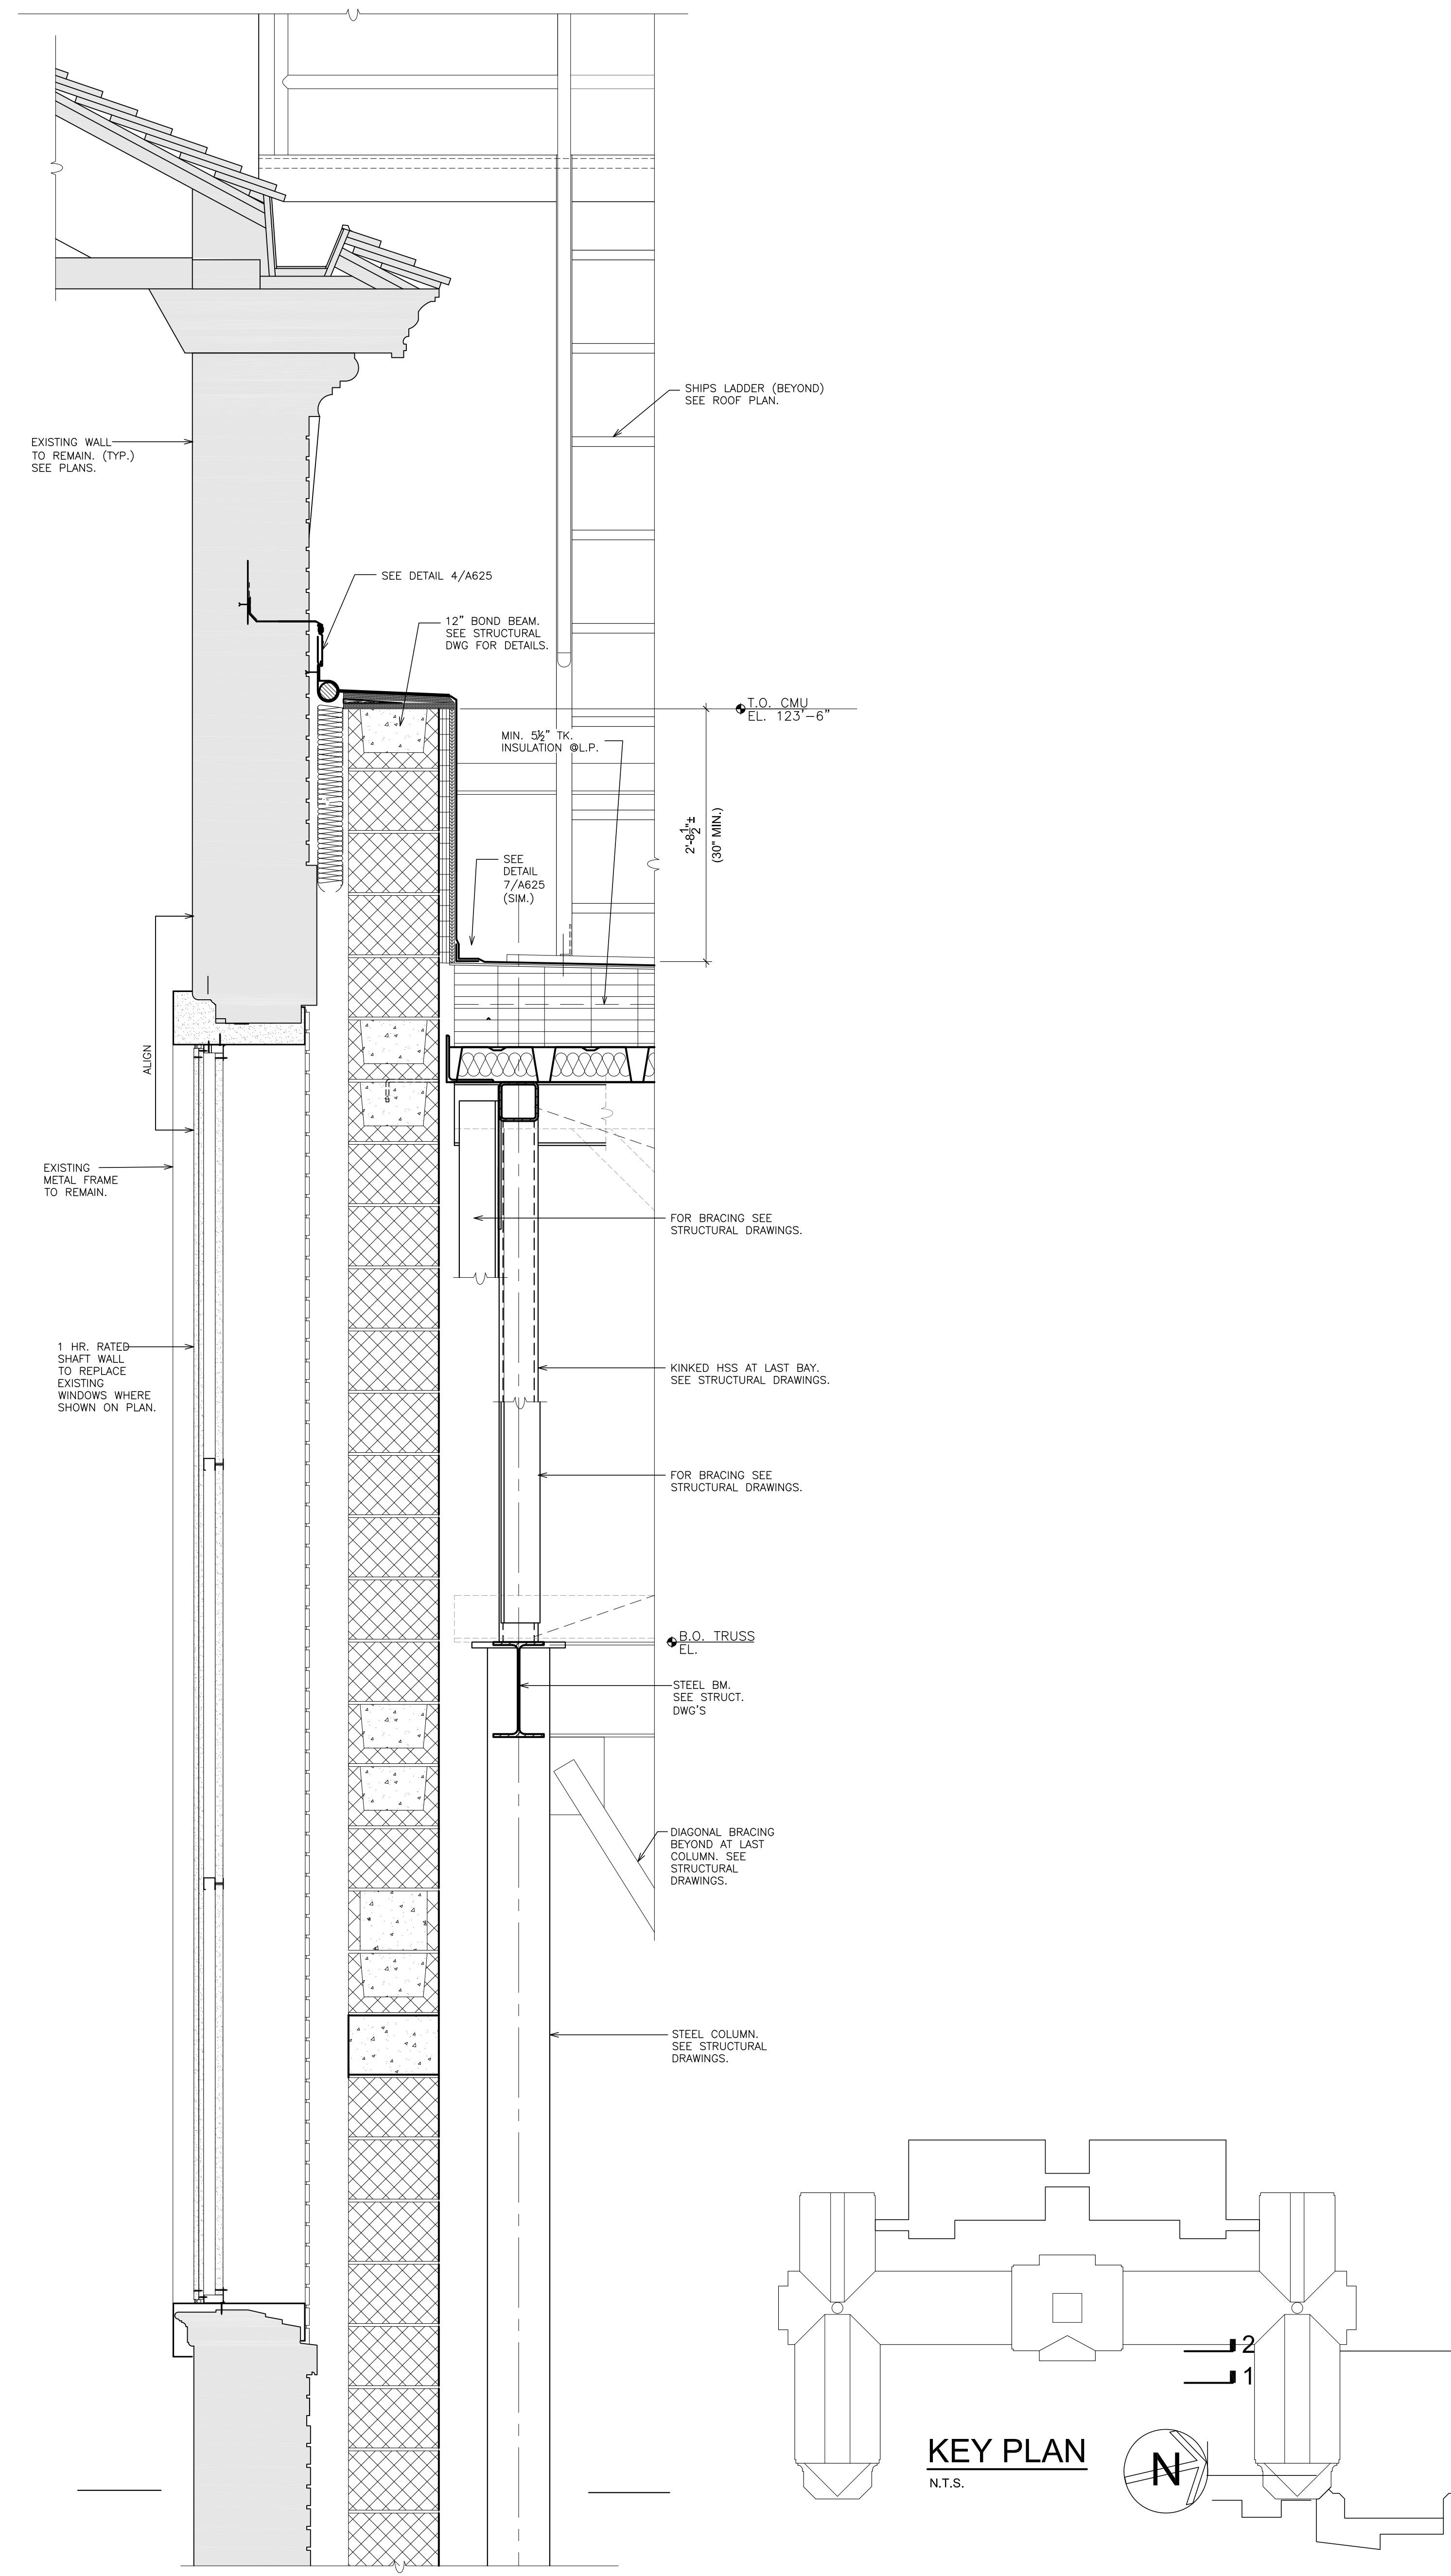 SHIPS LADDER (BEYOND)
SEE ROOF PLAN.
EXISTING WALL
TO REMAIN. (TYP.)
SEE PLANS.
SEE DETAIL 4/A625
12" BOND BEAM.
SEE STRUCTURAL
DWG FOR DETAILS.
T.O. CMU
EL. 123'-6"
MIN. 5½" TK.
INSULATION @L.P.
2'-8½"±
(30" MIN.)
SEE
DETAIL
7/A625
(SIM.)
ALIGN
EXISTING
METAL FRAME
TO REMAIN.
FOR BRACING SEE
STRUCTURAL DRAWINGS.
1 HR. RATED
SHAFT WALL
TO REPLACE
EXISTING
WINDOWS WHERE
SHOWN ON PLAN.
KINKED HSS AT LAST BAY.
SEE STRUCTURAL DRAWINGS.
FOR BRACING SEE
STRUCTURAL DRAWINGS.
B.O. TRUSS
EL.
STEEL BM.
SEE STRUCT.
DWG'S
DIAGONAL BRACING
BEYOND AT LAST
COLUMN. SEE
STRUCTURAL
DRAWINGS.
STEEL COLUMN.
SEE STRUCTURAL
DRAWINGS.
2
1
KEY PLAN
N.T.S.
N